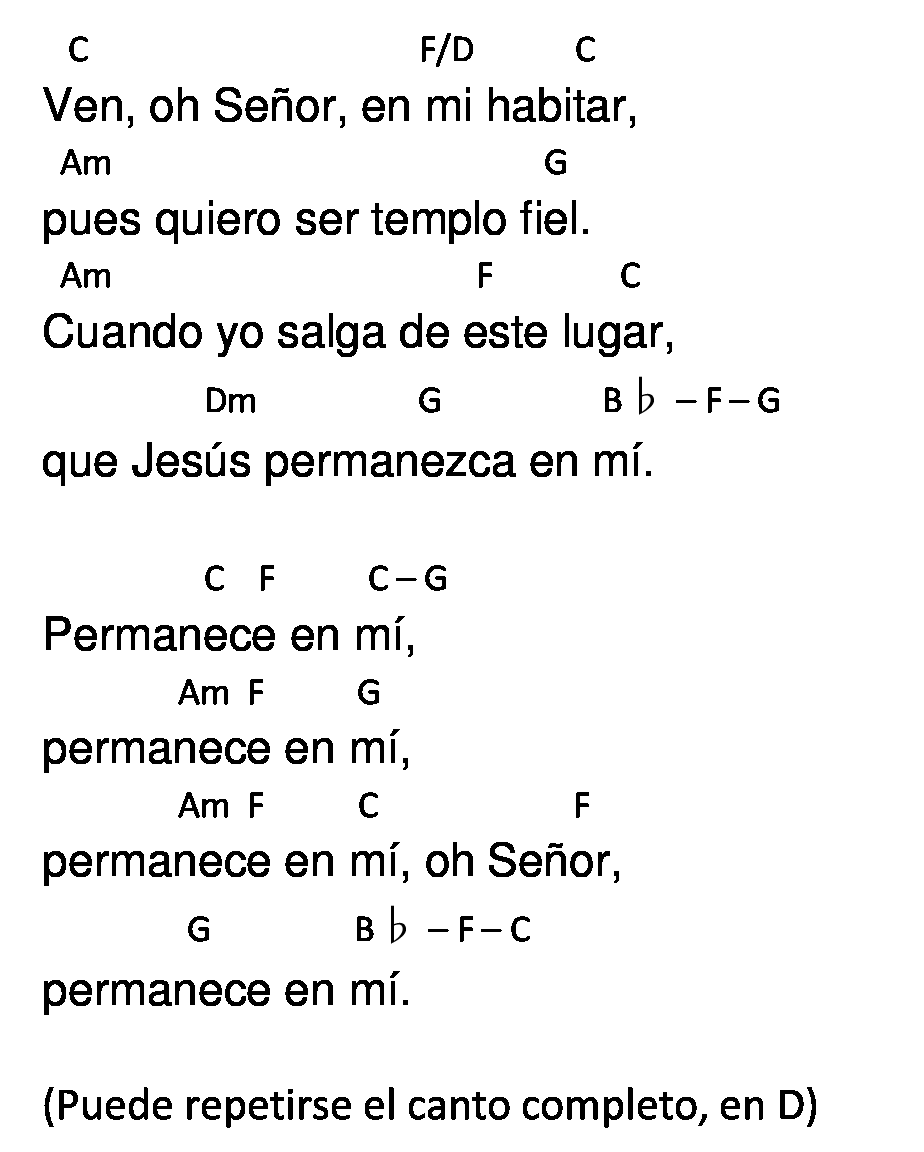 C F/D C
Ven, oh Señor, en mi habitar,
Am G
pues quiero ser templo fiel.
Am F C
Cuando yo salga de este lugar,
Dm G B♭ – F – G
que Jesús permanezca en mí.
C F C – G
Permanece en mí,
Am F G
permanece en mí,
Am F C F
permanece en mí, oh Señor,
G B♭ – F – C
permanece en mí.
(Puede repetirse el canto completo, en D)